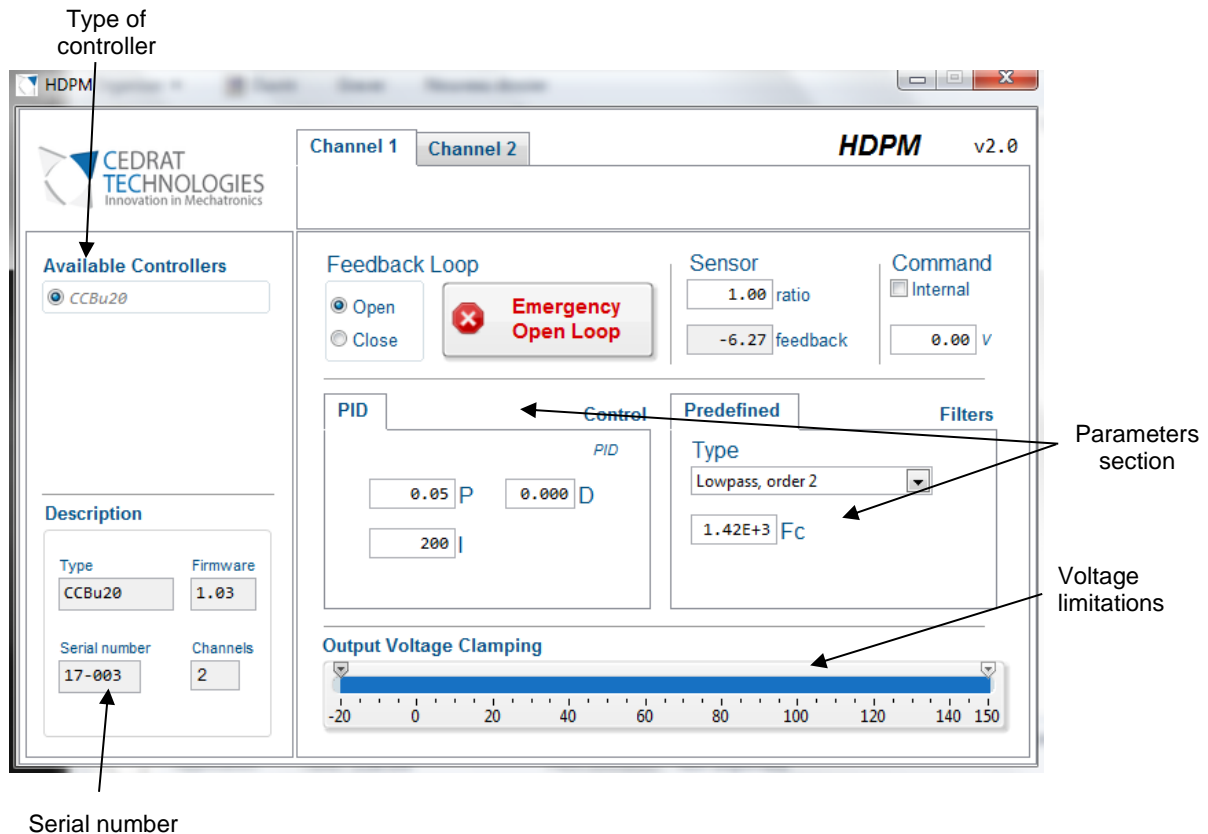 Type of
controller
HDPM
CEDRAT
TECHNOLOGIES
Innovation in Mechatronics
Channel 1
Channel 2
HDPM
v2.0
Available Controllers
CCBu20
Feedback Loop
Open
Close
Emergency
Open Loop
Sensor
1.00 ratio
-6.27 feedback
Command
Internal
0.00 V
PID
Control
PID
0.05 P
0.000 D
200 I
Predefined
Filters
Type
Lowpass, order 2
1.42E+3 Fc
Parameters
section
Description
Type
Firmware
CCBu20
1.03
Serial number
Channels
17-003
2
Voltage
limitations
Output Voltage Clamping
-20 0 20 40 60 80 100 120 140 150
Serial number